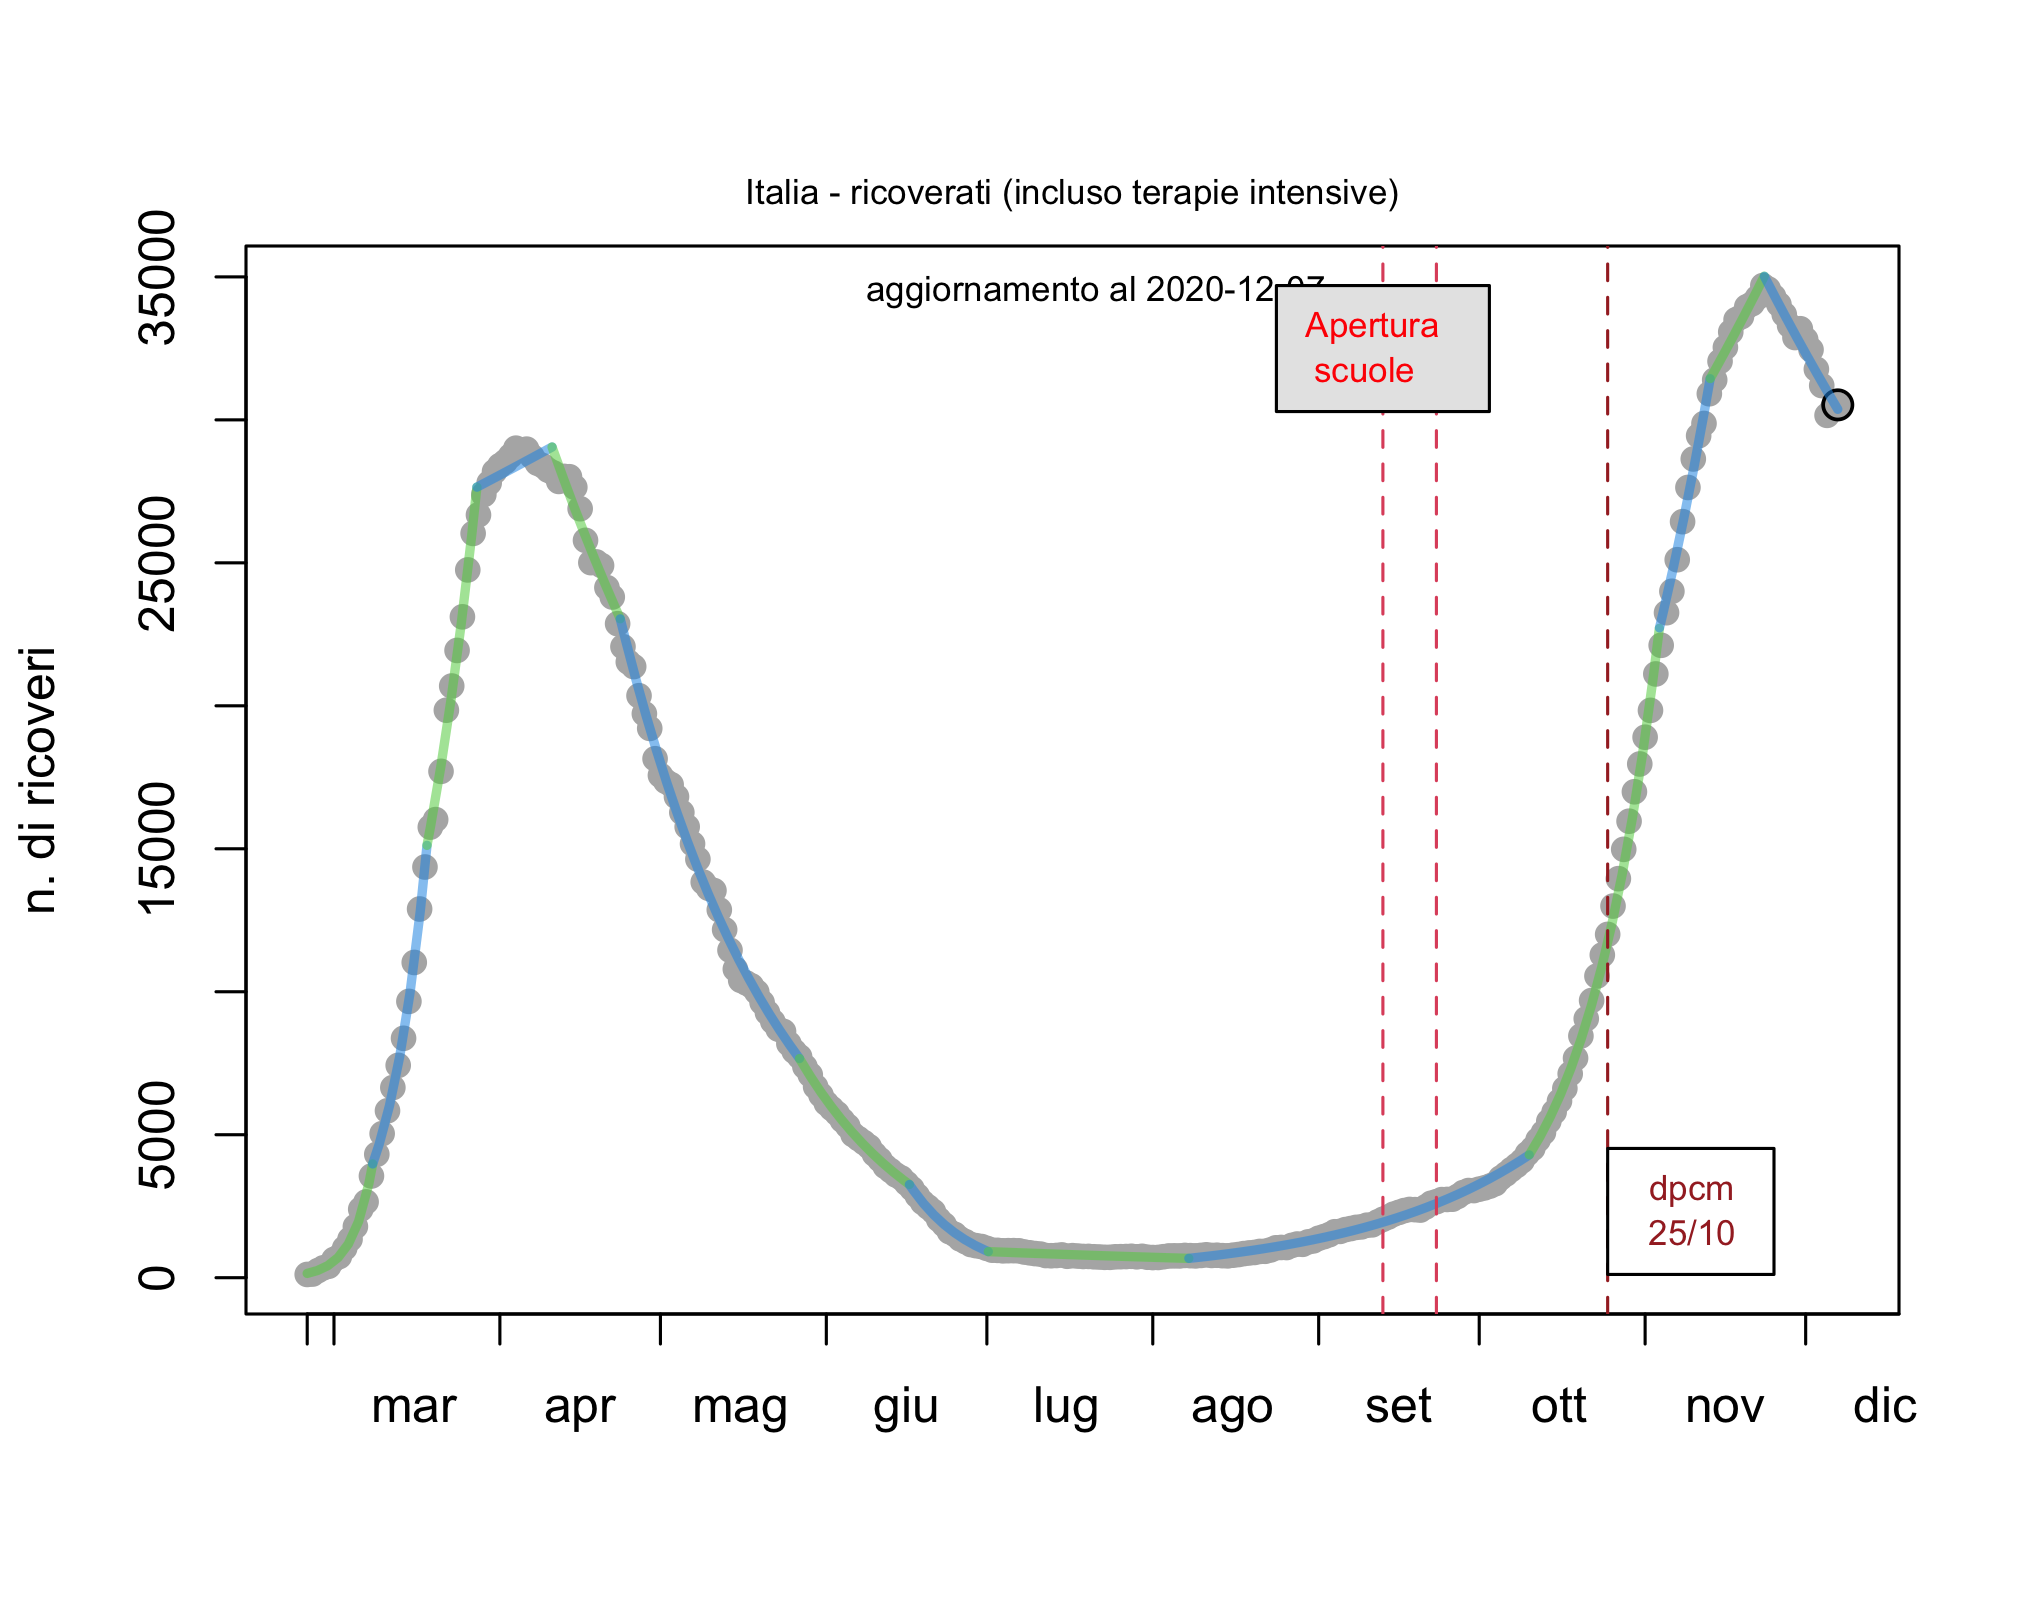 Italia - ricoverati (incluso terapie intensive)
aggiornamento al 2020-12-07
Apertura
scuole
n. di ricoveri
35000
25000
15000
5000
0
dpcm
25/10
mar apr mag giu lug ago set ott nov dic